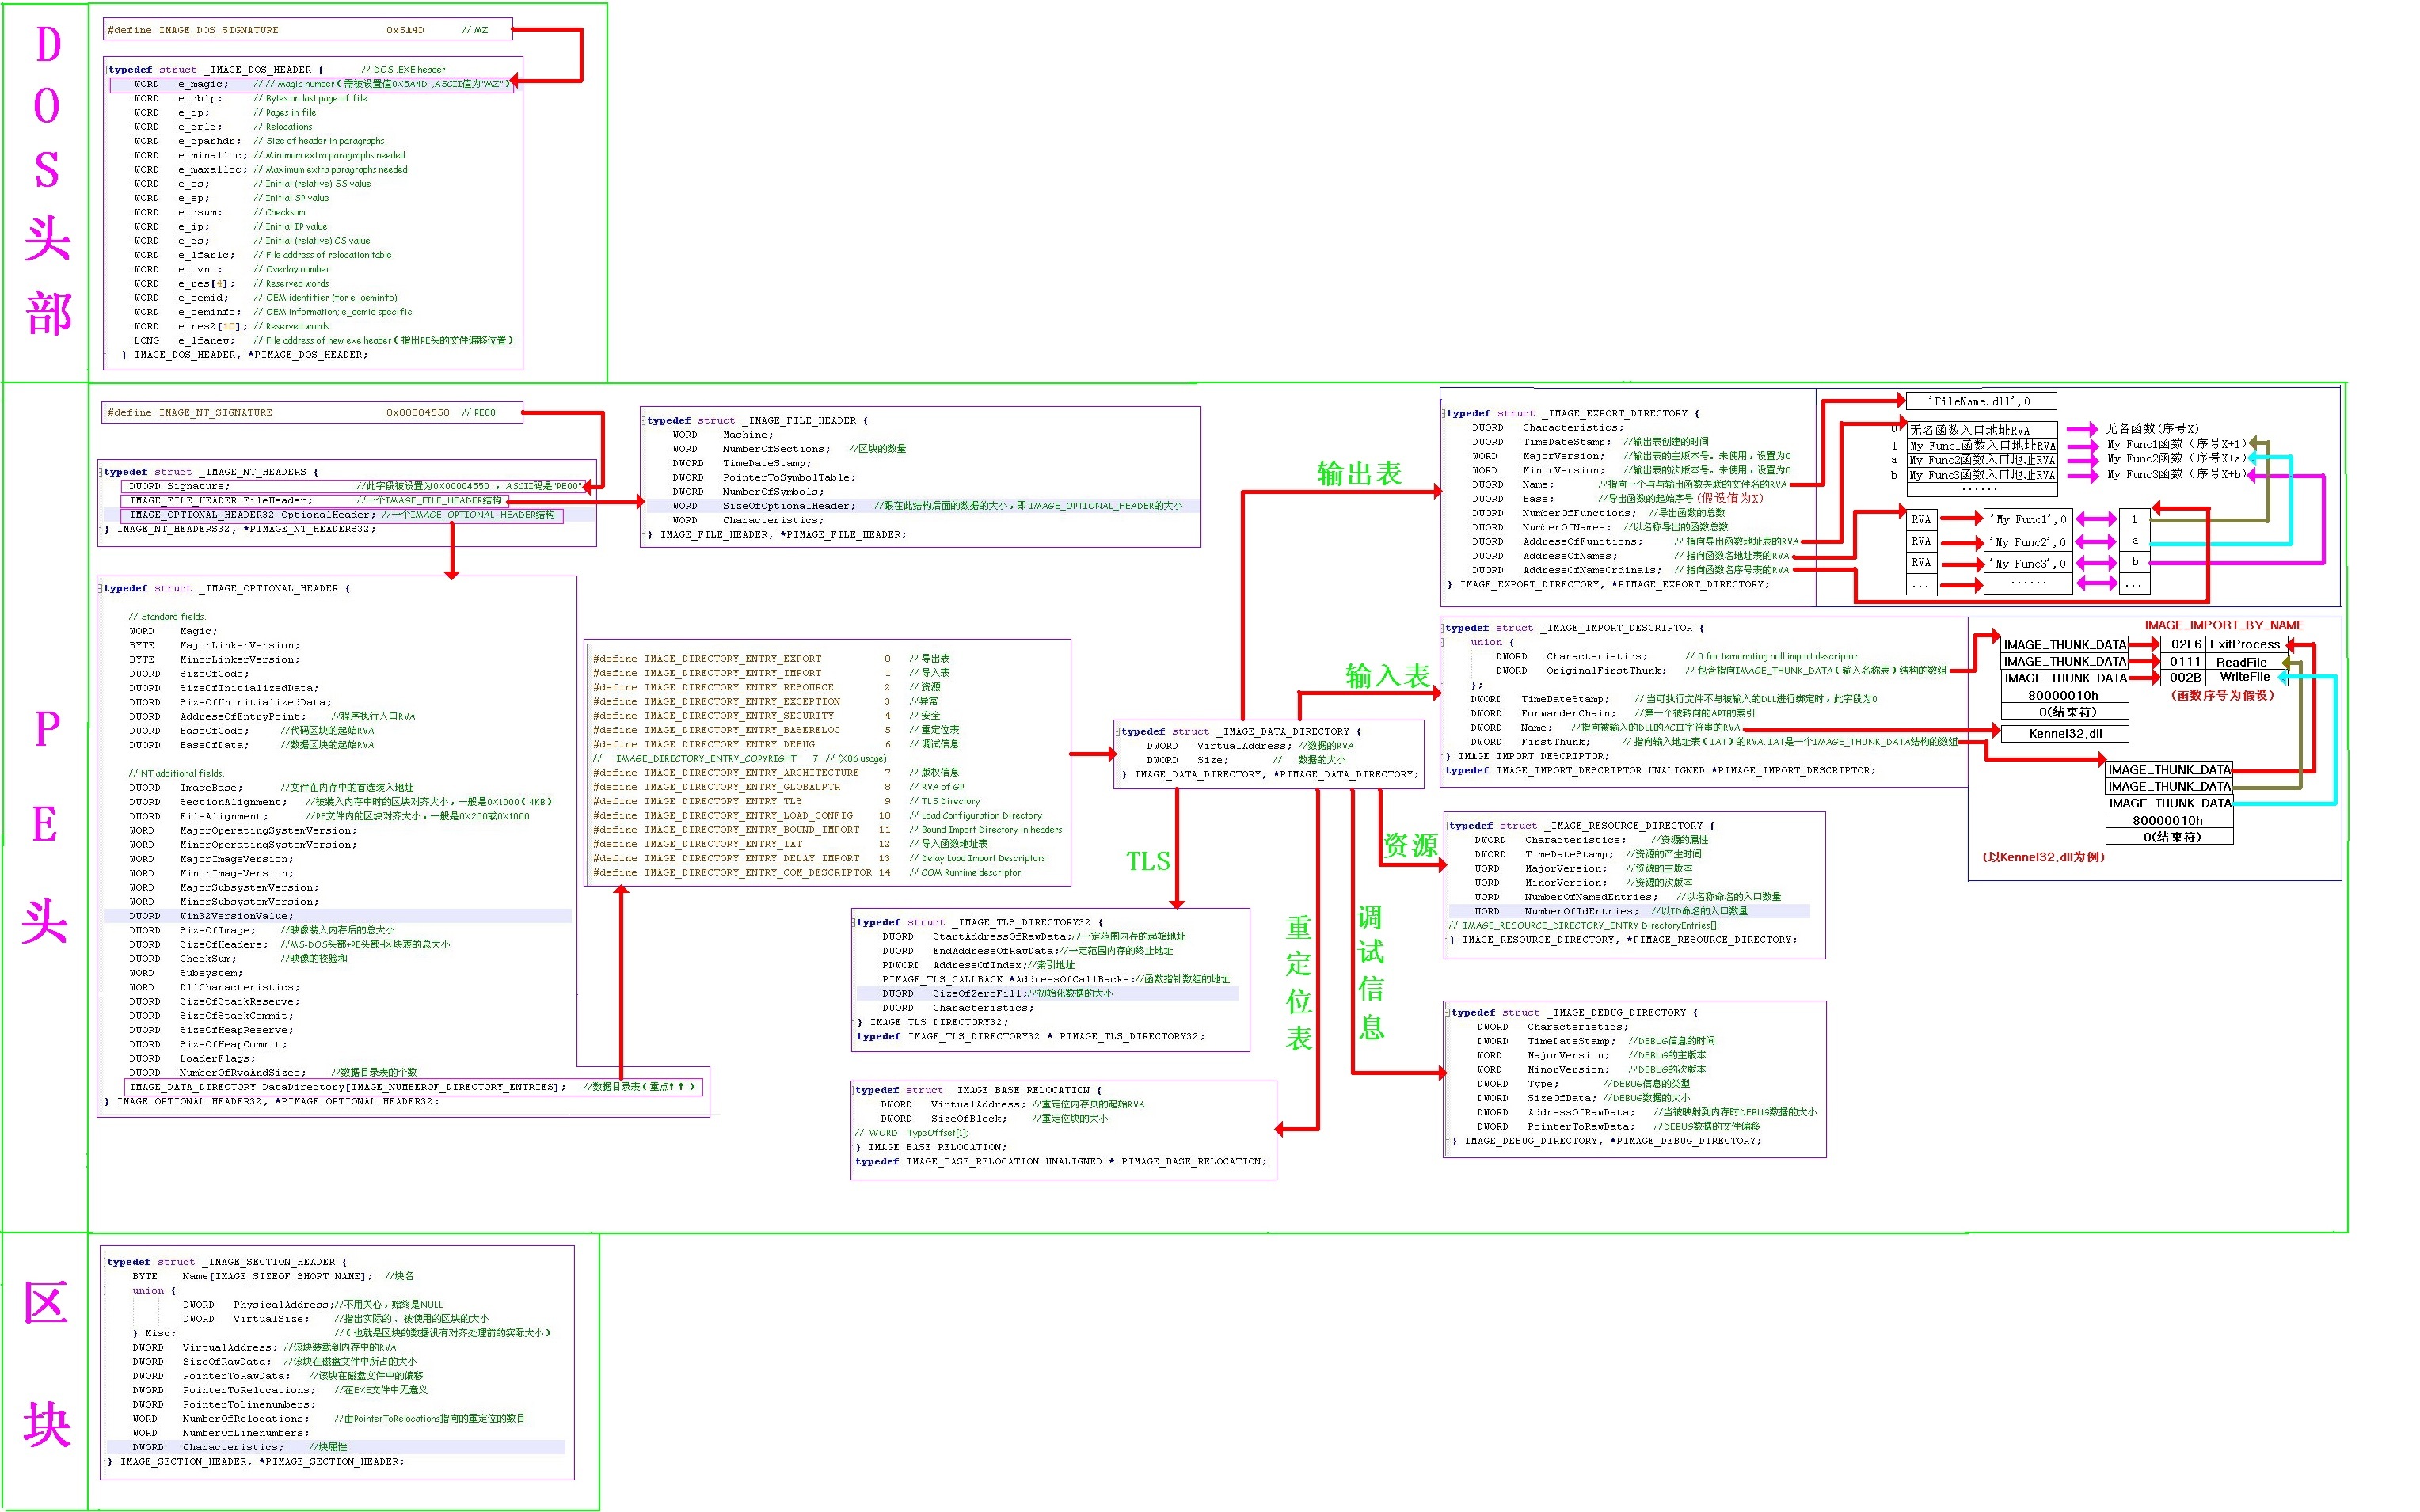 DOS头部
#define IMAGE_DOS_SIGNATURE 0x5A4D // MZ
typedef struct _IMAGE_DOS_HEADER { // DOS .EXE header
WORD e_magic; // // Magic number(需被设置值0X5A4D ,ASCII值为"MZ")
WORD e_cblp; // Bytes on last page of file
WORD e_cp; // Pages in file
WORD e_crlc; // Relocations
WORD e_cparhdr; // Size of header in paragraphs
WORD e_minalloc; // Minimum extra paragraphs needed
WORD e_maxalloc; // Maximum extra paragraphs needed
WORD e_ss; // Initial (relative) SS value
WORD e_sp; // Initial SP value
WORD e_csum; // Checksum
WORD e_ip; // Initial IP value
WORD e_cs; // Initial (relative) CS value
WORD e_lfarlc; // File address of relocation table
WORD e_ovno; // Overlay number
WORD e_res[4]; // Reserved words
WORD e_oemid; // OEM identifier (for e_oeminfo)
WORD e_oeminfo; // OEM information; e_oemid specific
WORD e_res2[10]; // Reserved words
LONG e_lfanew; // File address of new exe header(指出PE头的文件偏移位置)
} IMAGE_DOS_HEADER, *PIMAGE_DOS_HEADER;
PE头
#define IMAGE_NT_SIGNATURE 0x00004550 // PE00
typedef struct _IMAGE_NT_HEADERS {
DWORD Signature; //此字段被设置为0X00004550 , ASCII码是"PE00"
IMAGE_FILE_HEADER FileHeader; //一个IMAGE_FILE_HEADER结构
IMAGE_OPTIONAL_HEADER32 OptionalHeader; //一个IMAGE_OPTIONAL_HEADER结构
} IMAGE_NT_HEADERS32, *PIMAGE_NT_HEADERS32;
typedef struct _IMAGE_FILE_HEADER {
WORD Machine;
WORD NumberOfSections; //区块的数量
DWORD TimeDateStamp;
DWORD PointerToSymbolTable;
DWORD NumberOfSymbols;
WORD SizeOfOptionalHeader; //跟在此结构后面的数据的大小,即 IMAGE_OPTIONAL_HEADER的大小
WORD Characteristics;
} IMAGE_FILE_HEADER, *PIMAGE_FILE_HEADER;
typedef struct _IMAGE_OPTIONAL_HEADER {
// Standard fields.
WORD Magic;
BYTE MajorLinkerVersion;
BYTE MinorLinkerVersion;
DWORD SizeOfCode;
DWORD SizeOfInitializedData;
DWORD SizeOfUninitializedData;
DWORD AddressOfEntryPoint; //程序执行入口RVA
DWORD BaseOfCode; //代码区块的起始RVA
DWORD BaseOfData; //数据区块的起始RVA
// NT additional fields.
DWORD ImageBase; //文件在内存中的首选装入地址
DWORD SectionAlignment; //被装入内存中时的区块对齐大小,一般是0X1000(4KB)
DWORD FileAlignment; //PE文件内的区块对齐大小,一般是0X200或0X1000
WORD MajorOperatingSystemVersion;
WORD MinorOperatingSystemVersion;
WORD MajorImageVersion;
WORD MinorImageVersion;
WORD MajorSubsystemVersion;
WORD MinorSubsystemVersion;
DWORD Win32VersionValue;
DWORD SizeOfImage; //映像装入内存后的总大小
DWORD SizeOfHeaders; //MS-DOS头部+PE头部+区块表的总大小
DWORD CheckSum; //映像的校验和
WORD Subsystem;
WORD DllCharacteristics;
DWORD SizeOfStackReserve;
DWORD SizeOfStackCommit;
DWORD SizeOfHeapReserve;
DWORD SizeOfHeapCommit;
DWORD LoaderFlags;
DWORD NumberOfRvaAndSizes; //数据目录表的个数
IMAGE_DATA_DIRECTORY DataDirectory[IMAGE_NUMBEROF_DIRECTORY_ENTRIES]; //数据目录表(重点!!)
} IMAGE_OPTIONAL_HEADER32, *PIMAGE_OPTIONAL_HEADER32;
#define IMAGE_DIRECTORY_ENTRY_EXPORT 0 // 导出表
#define IMAGE_DIRECTORY_ENTRY_IMPORT 1 // 导入表
#define IMAGE_DIRECTORY_ENTRY_RESOURCE 2 // 资源
#define IMAGE_DIRECTORY_ENTRY_EXCEPTION 3 //异常
#define IMAGE_DIRECTORY_ENTRY_SECURITY 4 // 安全
#define IMAGE_DIRECTORY_ENTRY_BASERELOC 5 // 重定位表
#define IMAGE_DIRECTORY_ENTRY_DEBUG 6 // 调试信息
// IMAGE_DIRECTORY_ENTRY_COPYRIGHT 7 // (X86 usage)
#define IMAGE_DIRECTORY_ENTRY_ARCHITECTURE 7 // 版权信息
#define IMAGE_DIRECTORY_ENTRY_GLOBALPTR 8 // RVA of GP
#define IMAGE_DIRECTORY_ENTRY_TLS 9 // TLS Directory
#define IMAGE_DIRECTORY_ENTRY_LOAD_CONFIG 10 // Load Configuration Directory
#define IMAGE_DIRECTORY_ENTRY_BOUND_IMPORT 11 // Bound Import Directory in headers
#define IMAGE_DIRECTORY_ENTRY_IAT 12 // 导入函数地址表
#define IMAGE_DIRECTORY_ENTRY_DELAY_IMPORT 13 // Delay Load Import Descriptors
#define IMAGE_DIRECTORY_ENTRY_COM_DESCRIPTOR 14 // COM Runtime descriptor
typedef struct _IMAGE_DATA_DIRECTORY {
DWORD VirtualAddress; //数据的RVA
DWORD Size; // 数据的大小
} IMAGE_DATA_DIRECTORY, *PIMAGE_DATA_DIRECTORY;
输出表
输入表
资源
TLS
重定位表
调试信息
typedef struct _IMAGE_TLS_DIRECTORY32 {
DWORD StartAddressOfRawData;//一定范围内存的起始地址
DWORD EndAddressOfRawData;//一定范围内存的终止地址
PDWORD AddressOfIndex;//索引地址
PIMAGE_TLS_CALLBACK *AddressOfCallBacks;//函数指针数组的地址
DWORD SizeOfZeroFill;//初始化数据的大小
DWORD Characteristics;
} IMAGE_TLS_DIRECTORY32;
typedef IMAGE_TLS_DIRECTORY32 * PIMAGE_TLS_DIRECTORY32;
typedef struct _IMAGE_BASE_RELOCATION {
DWORD VirtualAddress; //重定位内存页的起始RVA
DWORD SizeOfBlock; //重定位块的大小
// WORD TypeOffset[1];
} IMAGE_BASE_RELOCATION;
typedef IMAGE_BASE_RELOCATION UNALIGNED * PIMAGE_BASE_RELOCATION;
typedef struct _IMAGE_EXPORT_DIRECTORY {
DWORD Characteristics;
DWORD TimeDateStamp; //输出表创建的时间
WORD MajorVersion; //输出表的主版本号。未使用,设置为0
WORD MinorVersion; //输出表的次版本号。未使用,设置为0
DWORD Name; //指向一个与与输出函数关联的文件名的RVA
DWORD Base; //导出函数的起始序号(假设值为X)
DWORD NumberOfFunctions; //导出函数的总数
DWORD NumberOfNames; //以名称导出的函数总数
DWORD AddressOfFunctions; // 指向导出函数地址表的RVA
DWORD AddressOfNames; // 指向函数名地址表的RVA
DWORD AddressOfNameOrdinals; // 指向函数名序号表的RVA
} IMAGE_EXPORT_DIRECTORY, *PIMAGE_EXPORT_DIRECTORY;
'FileName.dll',0
0 无名函数入口地址RVA 无名函数(序号X)
1 My Func1函数入口地址RVA My Func1函数 (序号X+1)
a My Func2函数入口地址RVA My Func2函数 (序号X+a)
b My Func3函数入口地址RVA My Func3函数 (序号X+b)
······
RVA 'My Func1',0 1
RVA 'My Func2',0 a
RVA 'My Func3',0 b
... ······ ...
typedef struct _IMAGE_IMPORT_DESCRIPTOR {
union {
DWORD Characteristics; // 0 for terminating null import descriptor
DWORD OriginalFirstThunk; // 包含指向IMAGE_THUNK_DATA(输入名称表)结构的数组
};
DWORD TimeDateStamp; // 当可执行文件不与被输入的DLL进行绑定时,此字段为0
DWORD ForwarderChain; //第一个被转向的API的索引
DWORD Name; //指向被输入的DLL的ACII字符串的RVA
DWORD FirstThunk; // 指向输入地址表(IAT)的RVA,IAT是一个IMAGE_THUNK_DATA结构的数组
} IMAGE_IMPORT_DESCRIPTOR;
typedef IMAGE_IMPORT_DESCRIPTOR UNALIGNED *PIMAGE_IMPORT_DESCRIPTOR;
IMAGE_IMPORT_BY_NAME
IMAGE_THUNK_DATA 02F6 ExitProcess
IMAGE_THUNK_DATA 0111 ReadFile
IMAGE_THUNK_DATA 002B WriteFile
80000010h (函数序号为假设)
0(结束符)
Kennel32.dll
IMAGE_THUNK_DATA
IMAGE_THUNK_DATA
IMAGE_THUNK_DATA
80000010h
0(结束符)
(以Kennel32.dll为例)
typedef struct _IMAGE_RESOURCE_DIRECTORY {
DWORD Characteristics; //资源的属性
DWORD TimeDateStamp; //资源的产生时间
WORD MajorVersion; //资源的主版本
WORD MinorVersion; //资源的次版本
WORD NumberOfNamedEntries; //以名称命名的入口数量
WORD NumberOfIdEntries; //以ID命名的入口数量
// IMAGE_RESOURCE_DIRECTORY_ENTRY DirectoryEntries[];
} IMAGE_RESOURCE_DIRECTORY, *PIMAGE_RESOURCE_DIRECTORY;
typedef struct _IMAGE_DEBUG_DIRECTORY {
DWORD Characteristics;
DWORD TimeDateStamp; //DEBUG信息的时间
WORD MajorVersion; //DEBUG的主版本
WORD MinorVersion; //DEBUG的次版本
DWORD Type; //DEBUG信息的类型
DWORD SizeOfData; //DEBUG数据的大小
DWORD AddressOfRawData; //当被映射到内存时DEBUG数据的大小
DWORD PointerToRawData; //DEBUG数据的文件偏移
} IMAGE_DEBUG_DIRECTORY, *PIMAGE_DEBUG_DIRECTORY;
区块
typedef struct _IMAGE_SECTION_HEADER {
BYTE Name[IMAGE_SIZEOF_SHORT_NAME]; //块名
union {
DWORD PhysicalAddress;//不用关心,始终是NULL
DWORD VirtualSize; //指出实际的、被使用的区块的大小
} Misc; //(也就是区块的数据没有对齐处理前的实际大小)
DWORD VirtualAddress; //该块装载到内存中的RVA
DWORD SizeOfRawData; //该块在磁盘文件中所占的大小
DWORD PointerToRawData; //该块在磁盘文件中的偏移
DWORD PointerToRelocations; //在EXE文件中无意义
DWORD PointerToLinenumbers;
WORD NumberOfRelocations; //由PointerToRelocations指向的重定位的数目
WORD NumberOfLinenumbers;
DWORD Characteristics; //块属性
} IMAGE_SECTION_HEADER, *PIMAGE_SECTION_HEADER;